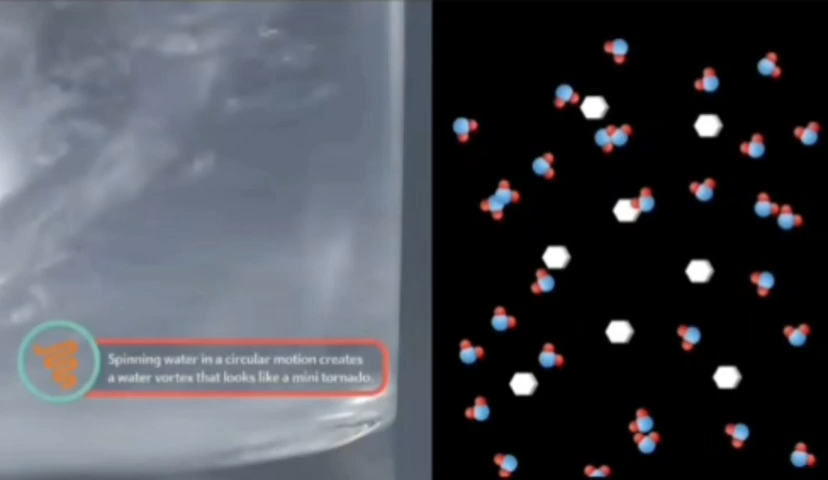 Spinning water in a circular motion creates
a water vortex that looks like a mini tornado.